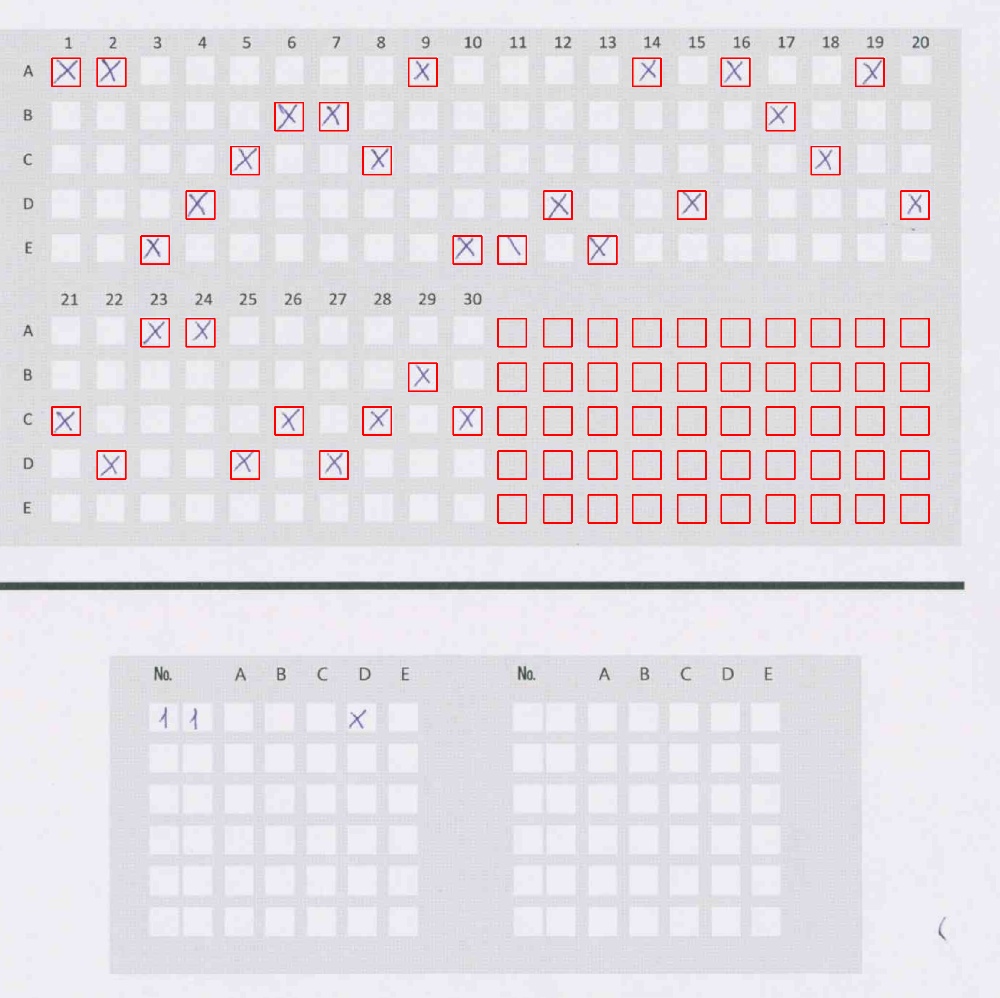 1 2 3 4 5 6 7 8 9 10 11 12 13 14 15 16 17 18 19 20
A X X X X X X
B X X X
C X X X
D X X X X
E X X \ X
21 22 23 24 25 26 27 28 29 30
A X X
B X
C X X X X
D X X X
E
No. A B C D E No. A B C D E
1 1 X